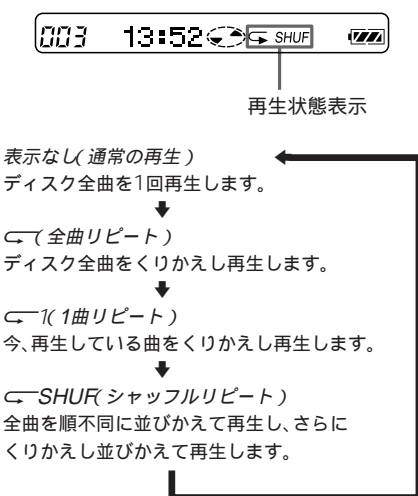 003 13:52 SHUF
再生状態表示
表示なし(通常の再生)
ディスク全曲を1回再生します。
(全曲リピート)
ディスク全曲をくりかえし再生します。
1(1曲リピート)
今、再生している曲をくりかえし再生します。
SHUF(シャッフルリピート)
全曲を順不同に並びかえて再生し、さらに
くりかえし並びかえて再生します。